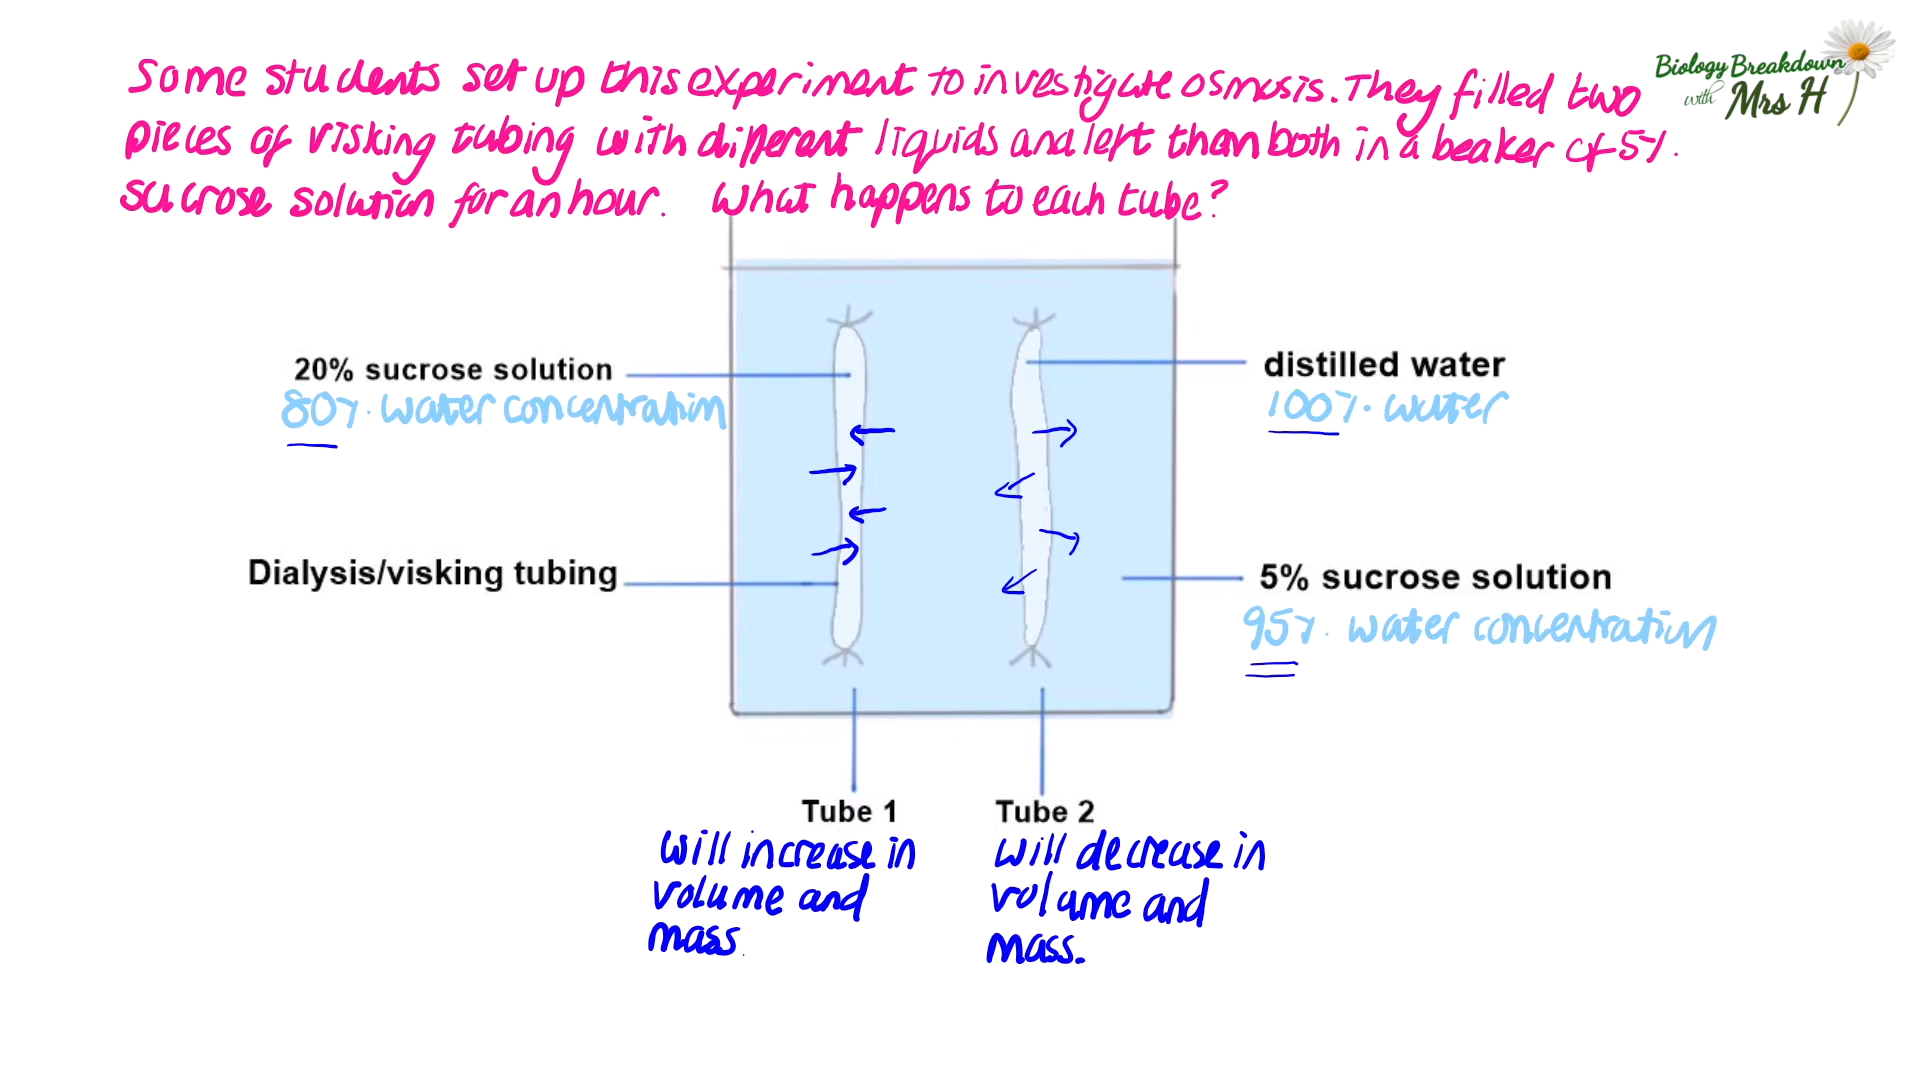 Some students set up this experiment to investigate osmosis. They filled two
pieces of visking tubing with different liquids and left them both in a beaker of 5%
sucrose solution for an hour. What happens to each tube?
Biology Breakdown
with Mrs H
20% sucrose solution
80% water concentration
distilled water
100% water
Dialysis/visking tubing
5% sucrose solution
95% water concentration
Tube 1
will increase in
volume and
mass.
Tube 2
will decrease in
volume and
mass.